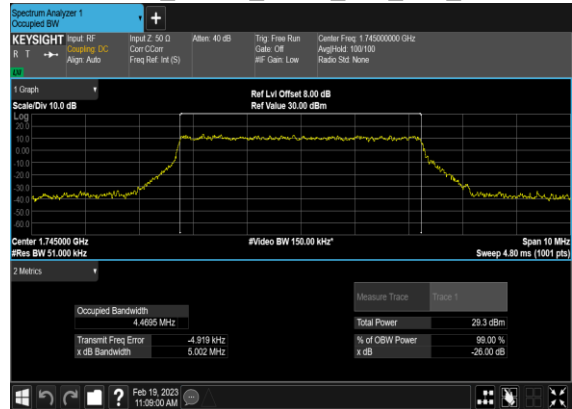 Spectrum Analyzer 1
Occupied BW
KEYSIGHT Input: RF Input Z: 50 Ω Atten: 40 dB Trig: Free Run Center Freq: 1.745000000 GHz
R T Coupling: DC Corr CCorr Gate: Off Avg|Hold: 100/100
Align: Auto Freq Ref: Int (S) #IF Gain: Low Radio Std: None
LW
1 Graph
Ref Lvl Offset 8.00 dB
Scale/Div 10.0 dB Ref Value 30.00 dBm
Log
20.0
10.0
0.00
-10.0
-20.0
-30.0
-40.0
-50.0
-60.0
Center 1.745000 GHz #Video BW 150.00 kHz* Span 10 MHz
#Res BW 51.000 kHz Sweep 4.80 ms (1001 pts)
2 Metrics
Measure Trace Trace 1
Occupied Bandwidth
4.4695 MHz Total Power 29.3 dBm
Transmit Freq Error -4.919 kHz % of OBW Power 99.00 %
x dB Bandwidth 5.002 MHz x dB -26.00 dB
Feb 19, 2023
11:09:00 AM